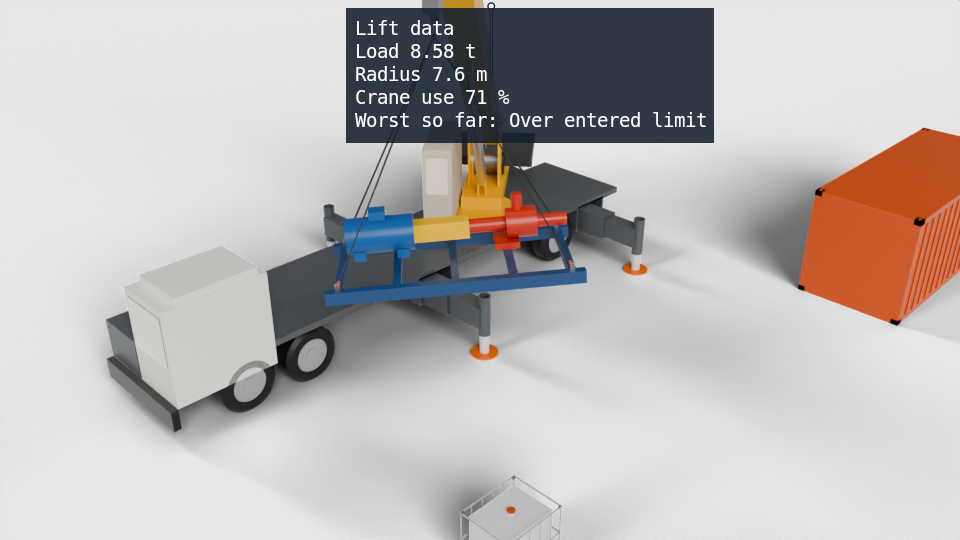 Lift data
Load 8.58 t
Radius 7.6 m
Crane use 71 %
Worst so far: Over entered limit